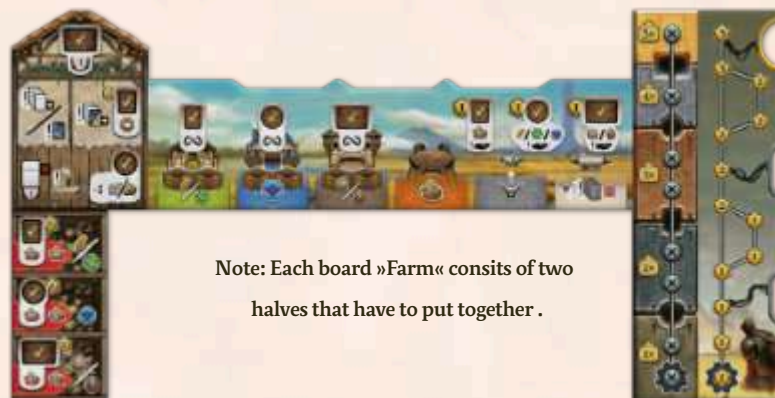 Note: Each board »Farm« consits of two
halves that have to put together .